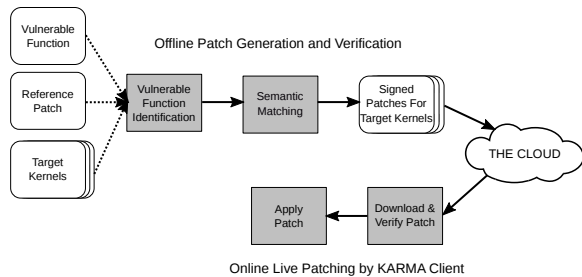 Vulnerable
Function
Offline Patch Generation and Verification
Reference
Patch
Vulnerable
Function
Identification
Semantic
Matching
Signed
Patches For
Target Kernels
Target
Kernels
THE CLOUD
Apply
Patch
Download &
Verify Patch
Online Live Patching by KARMA Client